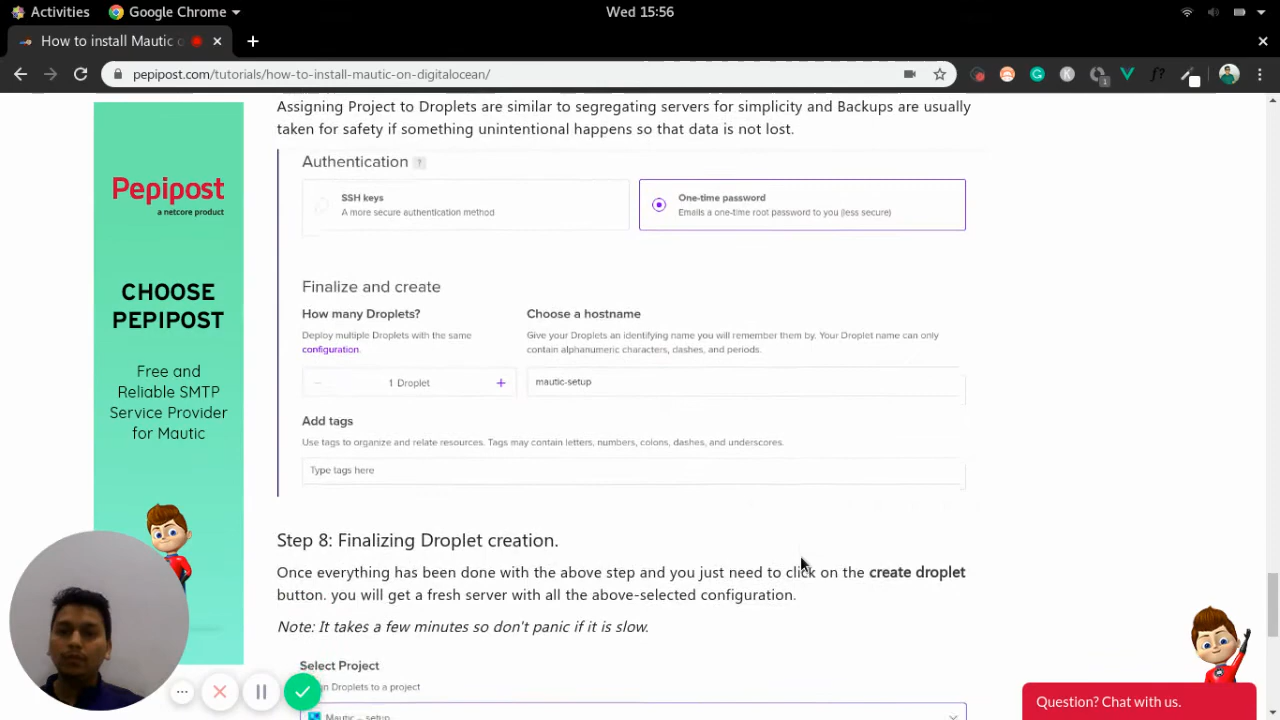 Activities
Google Chrome
Wed 15:56
How to install Mautic
pepipost.com/tutorials/how-to-install-mautic-on-digitalocean/
1
f?
Assigning Project to Droplets are similar to segregating servers for simplicity and Backups are usually
taken for safety if something unintentional happens so that data is not lost.
Pepipost
a netcore product
CHOOSE
PEPIPOST
Free and
Reliable SMTP
Service Provider
for Mautic
Authentication ?
SSH keys
A more secure authentication method
One-time password
Emails a one-time root password to you (less secure)
Finalize and create
How many Droplets?
Deploy multiple Droplets with the same
configuration.
1 Droplet
Choose a hostname
Give your Droplets an identifying name you will remember them by. Your Droplet name can only
contain alphanumeric characters, dashes, and periods.
mautic-setup
Add tags
Use tags to organize and relate resources. Tags may contain letters, numbers, colons, dashes, and underscores.
Type tags here
Step 8: Finalizing Droplet creation.
Once everything has been done with the above step and you just need to click on the create droplet
button. you will get a fresh server with all the above-selected configuration.
Note: It takes a few minutes so don't panic if it is slow.
Select Project
Droplets to a project
Mautic – setup
Question? Chat with us.